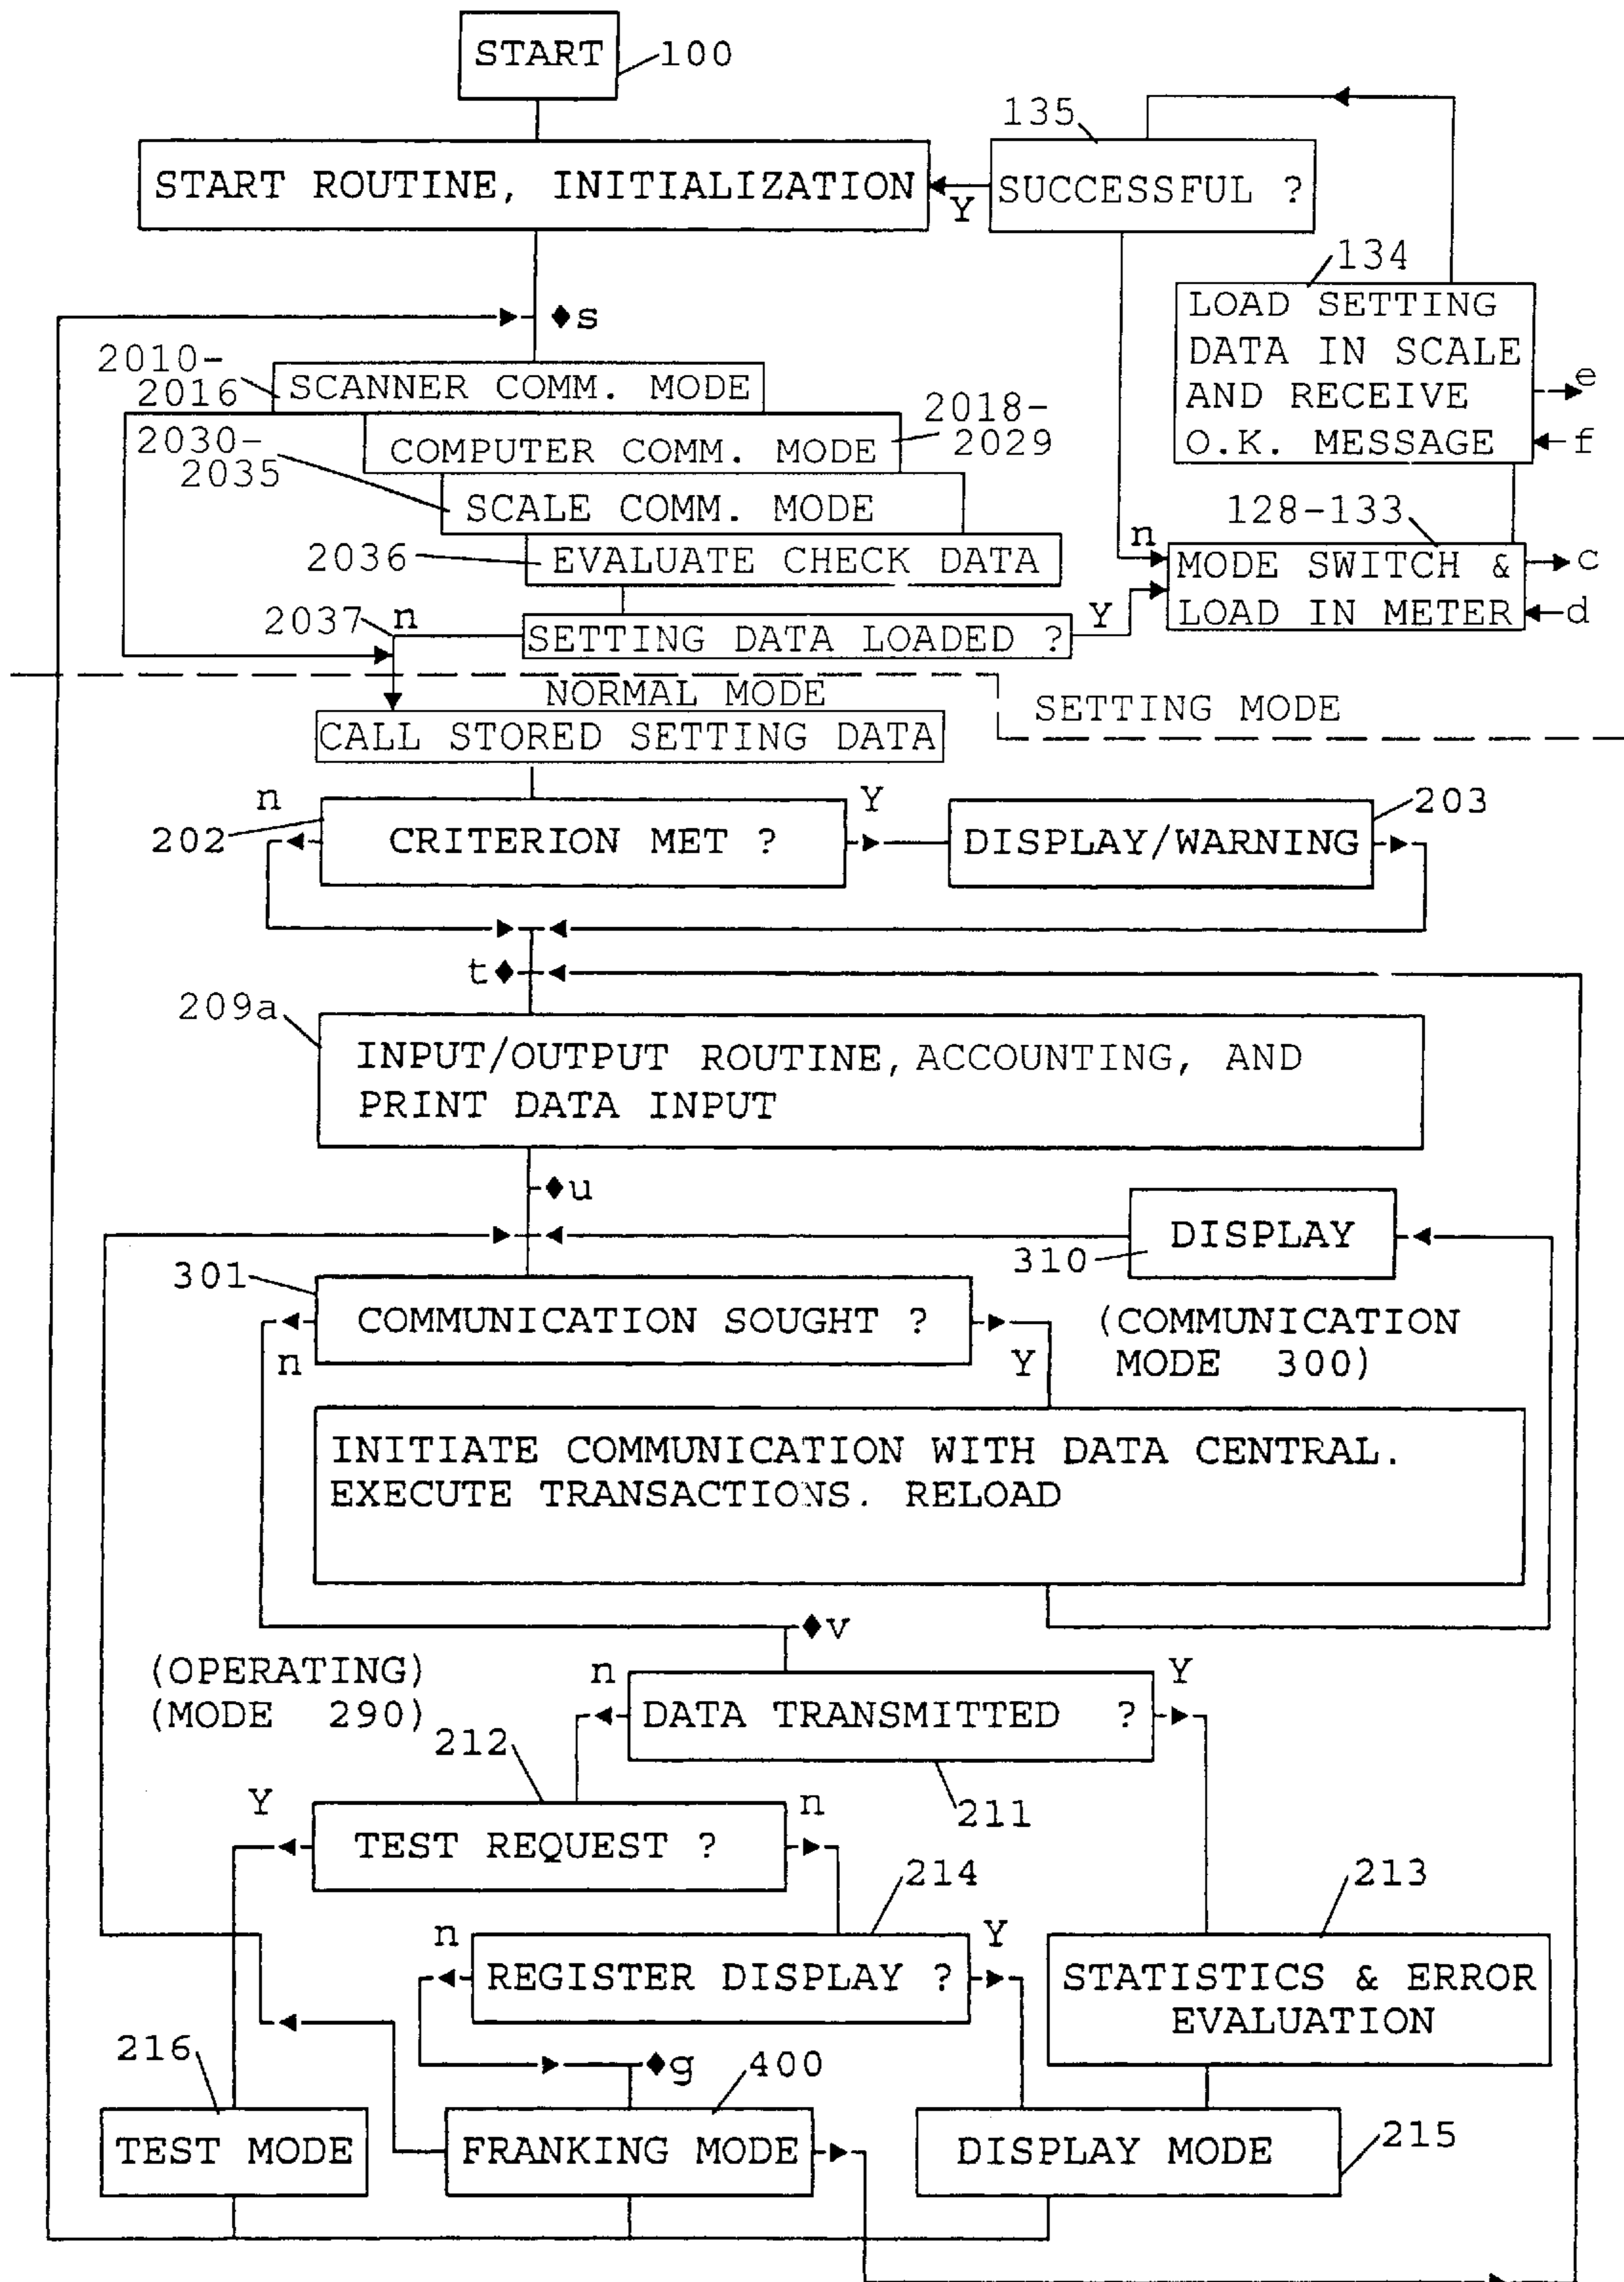 START
100
135
START ROUTINE, INITIALIZATION
Y
SUCCESSFUL ?
134
LOAD SETTING
DATA IN SCALE
AND RECEIVE
O.K. MESSAGE
e
f
♦s
2010-
2016
SCANNER COMM. MODE
2018-
2029
COMPUTER COMM. MODE
2030-
2035
SCALE COMM. MODE
128-133
n
2036
EVALUATE CHECK DATA
MODE SWITCH &
LOAD IN METER
c
d
2037
n
SETTING DATA LOADED ?
Y
NORMAL MODE
SETTING MODE
CALL STORED SETTING DATA
n
Y
203
202
CRITERION MET ?
DISPLAY/WARNING
t♦
209a
INPUT/OUTPUT ROUTINE, ACCOUNTING, AND
PRINT DATA INPUT
♦u
DISPLAY
310
301
COMMUNICATION SOUGHT ?
n
Y
(COMMUNICATION
MODE 300)
INITIATE COMMUNICATION WITH DATA CENTRAL.
EXECUTE TRANSACTIONS. RELOAD
♦v
(OPERATING)
(MODE 290)
n
Y
DATA TRANSMITTED ?
212
211
Y
n
TEST REQUEST ?
214
213
n
Y
REGISTER DISPLAY ?
STATISTICS & ERROR
EVALUATION
216
♦g
400
TEST MODE
FRANKING MODE
DISPLAY MODE
215